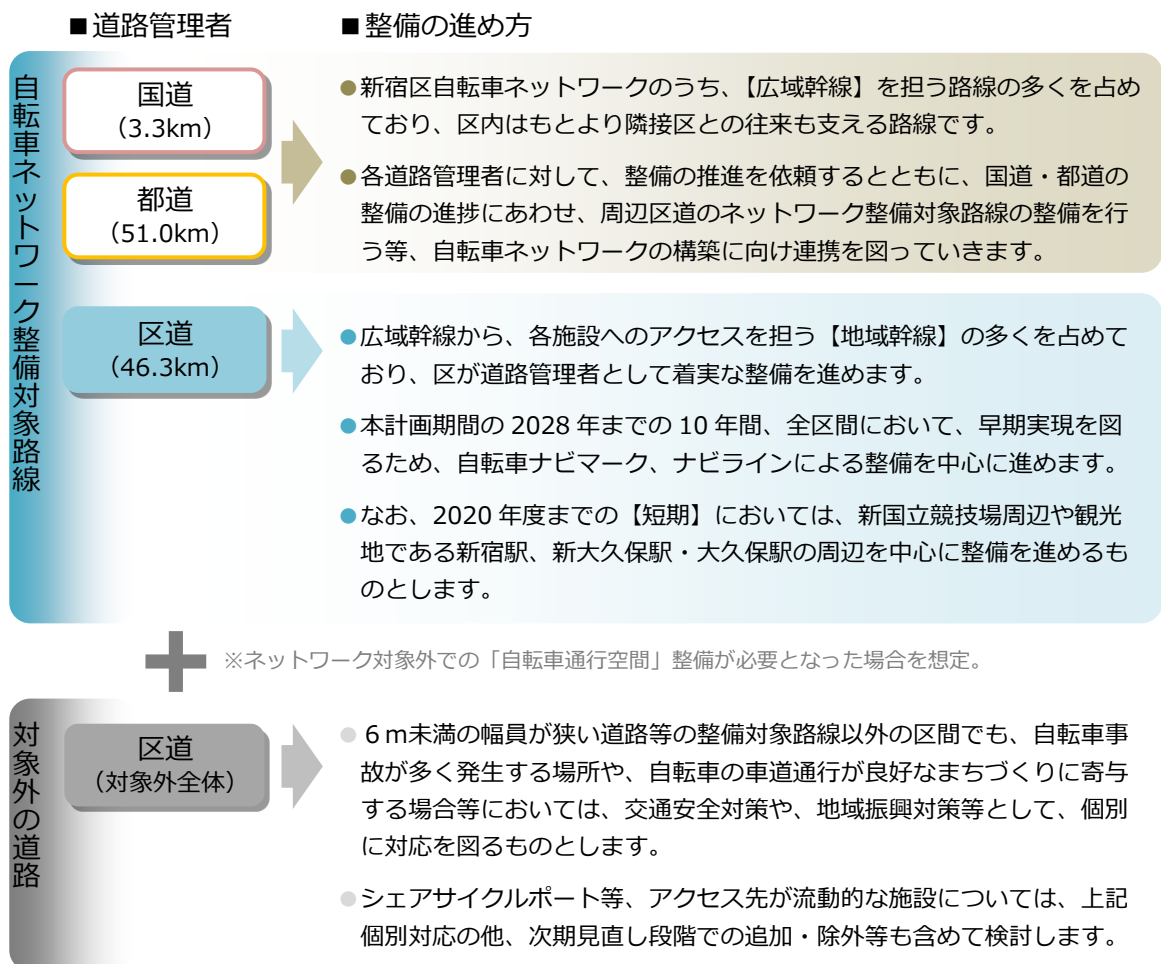 ■道路管理者
■整備の進め方
自転車ネットワーク整備対象路線
国道
（3.3km）
都道
（51.0km）
●新宿区自転車ネットワークのうち、【広域幹線】を担う路線の多くを占め
ており、区内はもとより隣接区との往来も支える路線です。
●各道路管理者に対して、整備の推進を依頼するとともに、国道・都道の
整備の進捗にあわせ、周辺区道のネットワーク整備対象路線の整備を行
う等、自転車ネットワークの構築に向け連携を図っていきます。
区道
（46.3km）
●広域幹線から、各施設へのアクセスを担う【地域幹線】の多くを占めて
おり、区が道路管理者として着実な整備を進めます。
●本計画期間の 2028 年までの 10 年間、全区間において、早期実現を図
るため、自転車ナビマーク、ナビラインによる整備を中心に進めます。
●なお、2020 年度までの【短期】においては、新国立競技場周辺や観光
地である新宿駅、新大久保駅・大久保駅の周辺を中心に整備を進めるも
のとします。
※ネットワーク対象外での「自転車通行空間」整備が必要となった場合を想定。
対象外の道路
区道
（対象外全体）
●６ｍ未満の幅員が狭い道路等の整備対象路線以外の区間でも、自転車事
故が多く発生する場所や、自転車の車道通行が良好なまちづくりに寄与
する場合等においては、交通安全対策や、地域振興対策等として、個別
に対応を図るものとします。
●シェアサイクルポート等、アクセス先が流動的な施設については、上記
個別対応の他、次期見直し段階での追加・除外等も含めて検討します。